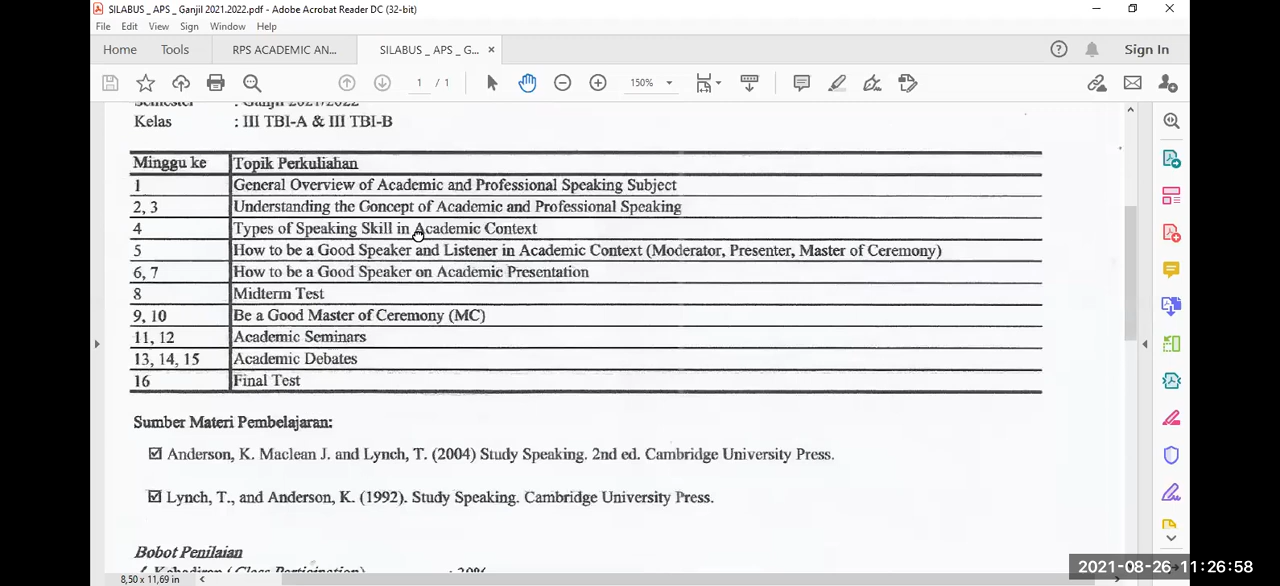 SILABUS _ APS _ Ganjil 2021.2022.pdf - Adobe Acrobat Reader DC (32-bit)
File Edit View Sign Window Help
Home Tools RPS ACADEMIC AN... SILABUS _ APS _ G... ×
? Sign In
1 / 1 150%
Semester : Ganjil 2021/2022
Kelas : III TBI-A & III TBI-B
Minggu ke Topik Perkuliahan
1 General Overview of Academic and Professional Speaking Subject
2, 3 Understanding the Concept of Academic and Professional Speaking
4 Types of Speaking Skill in Academic Context
5 How to be a Good Speaker and Listener in Academic Context (Moderator, Presenter, Master of Ceremony)
6, 7 How to be a Good Speaker on Academic Presentation
8 Midterm Test
9, 10 Be a Good Master of Ceremony (MC)
11, 12 Academic Seminars
13, 14, 15 Academic Debates
16 Final Test
Sumber Materi Pembelajaran:
☑ Anderson, K. Maclean J. and Lynch, T. (2004) Study Speaking. 2nd ed. Cambridge University Press.
☑ Lynch, T., and Anderson, K. (1992). Study Speaking. Cambridge University Press.
Bobot Penilaian
Kehadiran (Class Participation) : 20%
8,50 x 11,69 in
2021-08-26 11:26:58